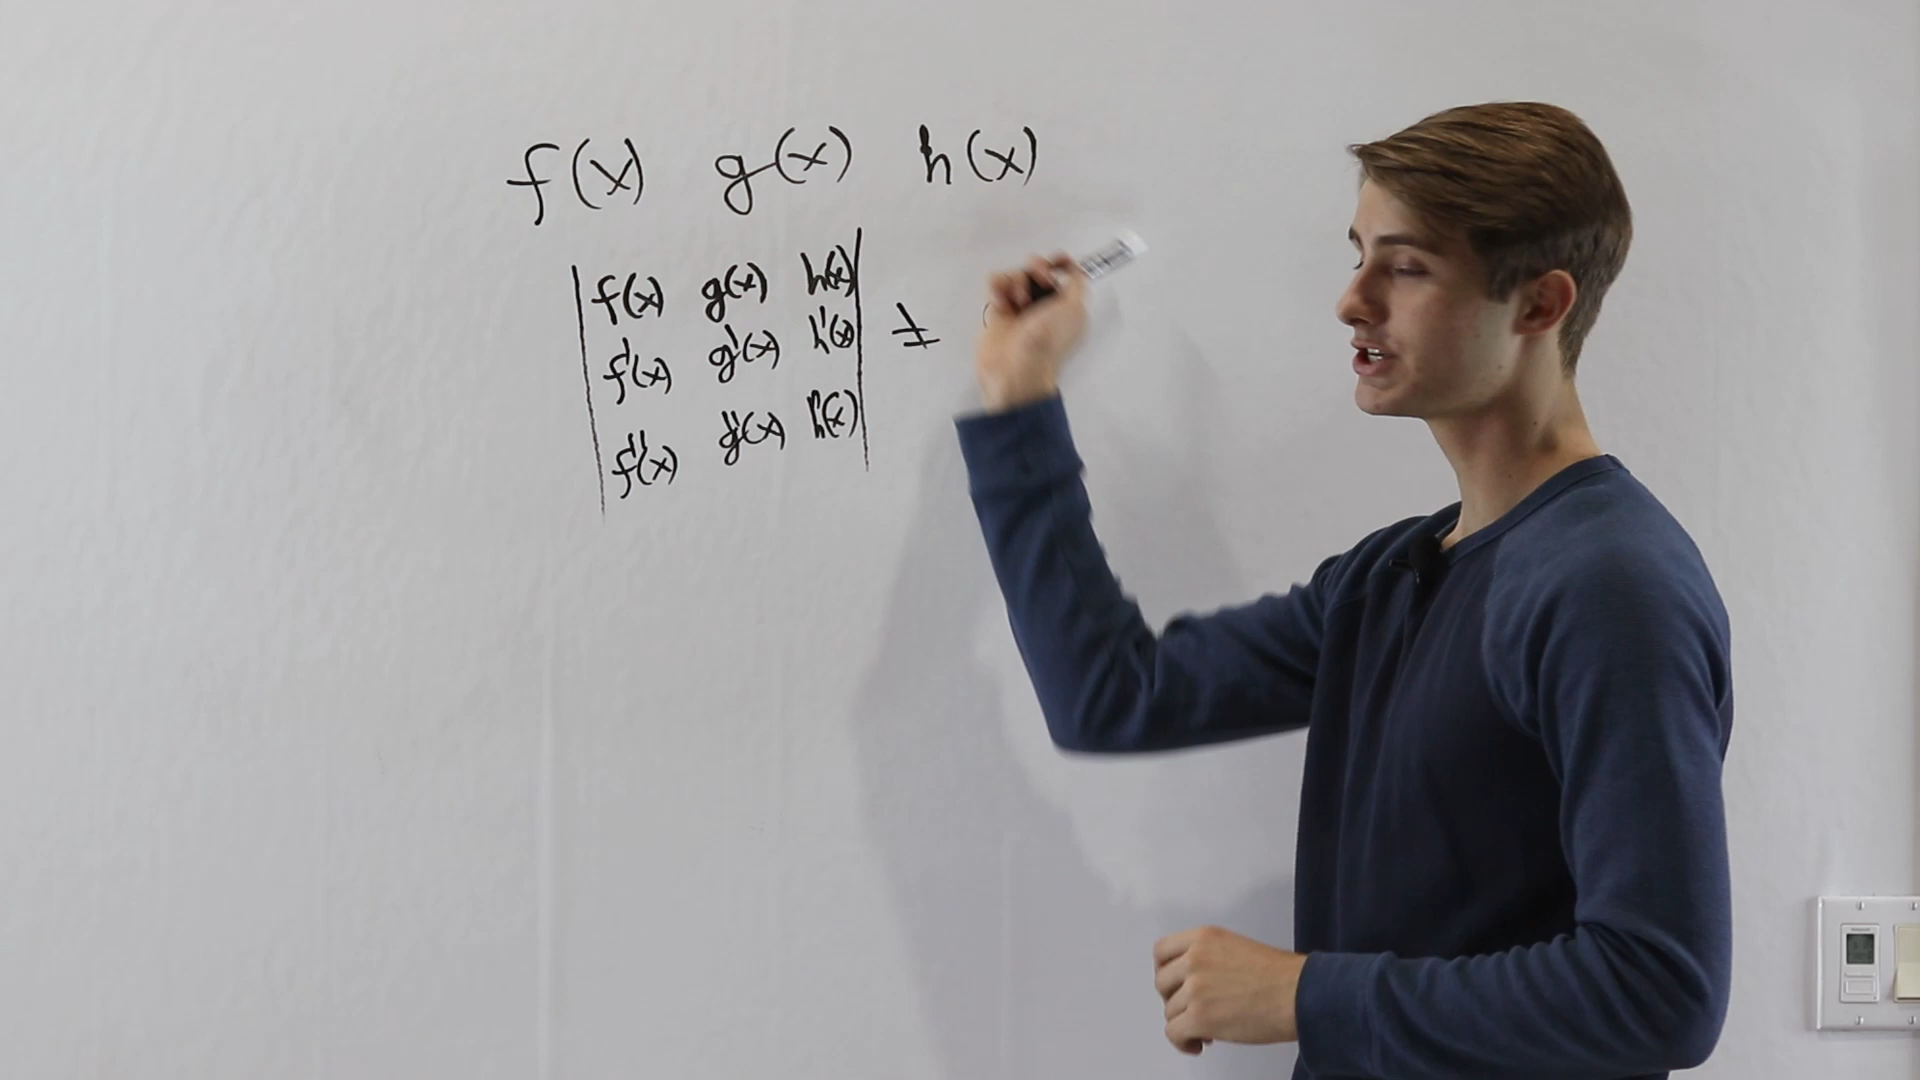 f(x) g(x) h(x)
f(x) g(x) h(x)
f'(x) g'(x) h'(x) ≠
f''(x) g''(x) h''(x)